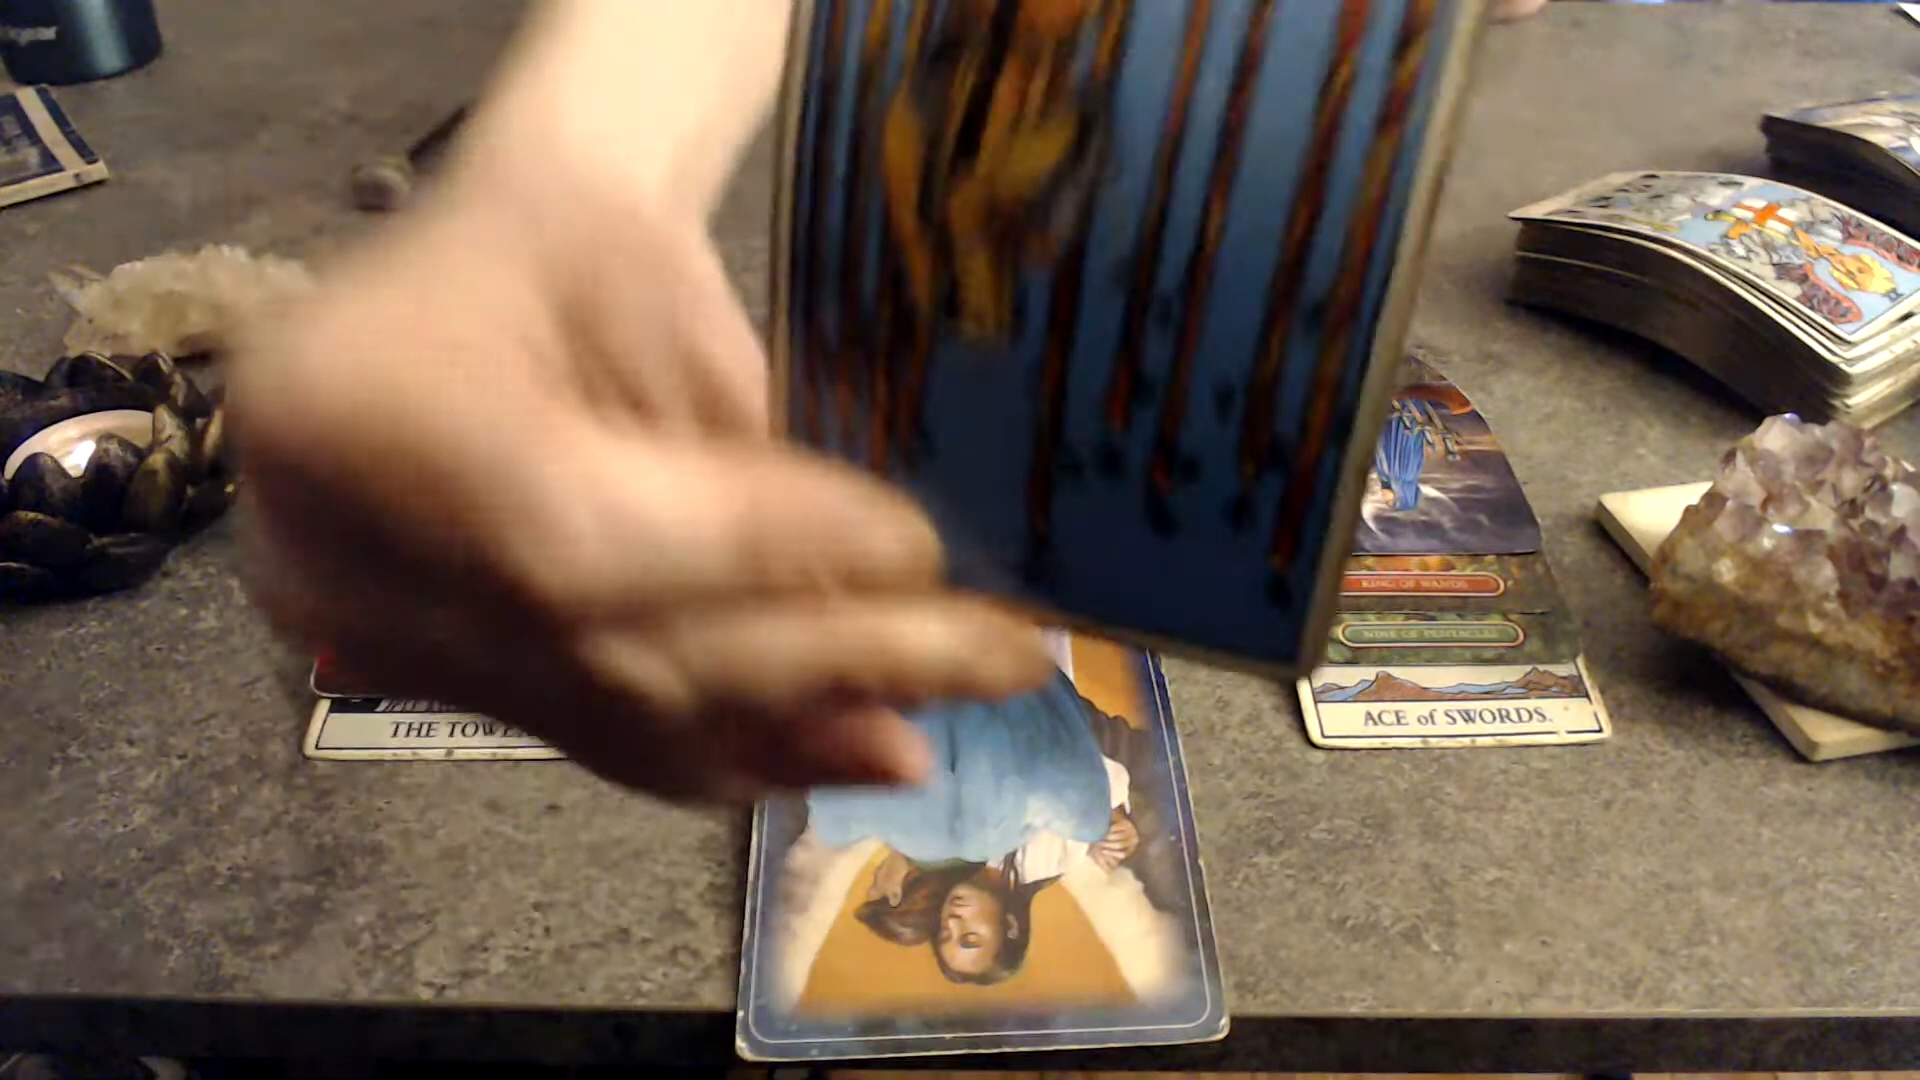 KING OF WANDS
NINE OF PENTACLES
ACE of SWORDS.
THE TOWE